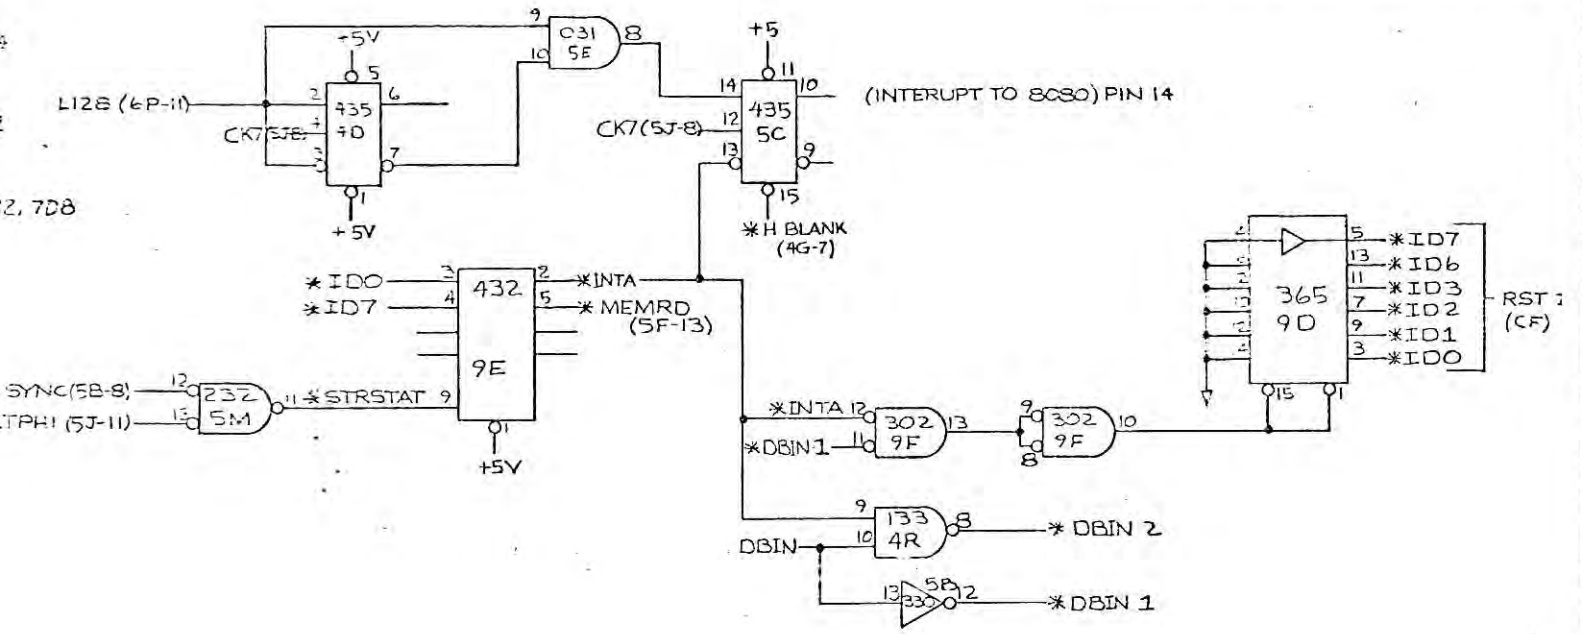 9
+5V
031
5E
8
10
+5
5
11
L128 (6P-11)
2
435
6
14
10
(INTERUPT TO 8080) PIN 14
CK7(5J8)
7D
CK7(5J-8)
12
435
5C
7
13
9
1
15
2, 7D8
+5V
*H BLANK
(4G-7)
*ID0
3
432
2
*INTA
*ID7
4
5
*MEMRD
(5F-13)
9E
5
*ID7
13
*ID6
11
*ID3
365
7
*ID2
9D
9
*ID1
3
*ID0
RST
(CF)
15
1
SYNC(5B-8)
12
232
5M
11
*STRSTAT
9
TPH1 (5J-11)
13
1
+5V
*INTA
12
302
9F
13
*DBIN-1
11
9
302
9F
10
8
9
133
4R
8
*DBIN 2
DBIN
10
13
330
5B
12
*DBIN 1